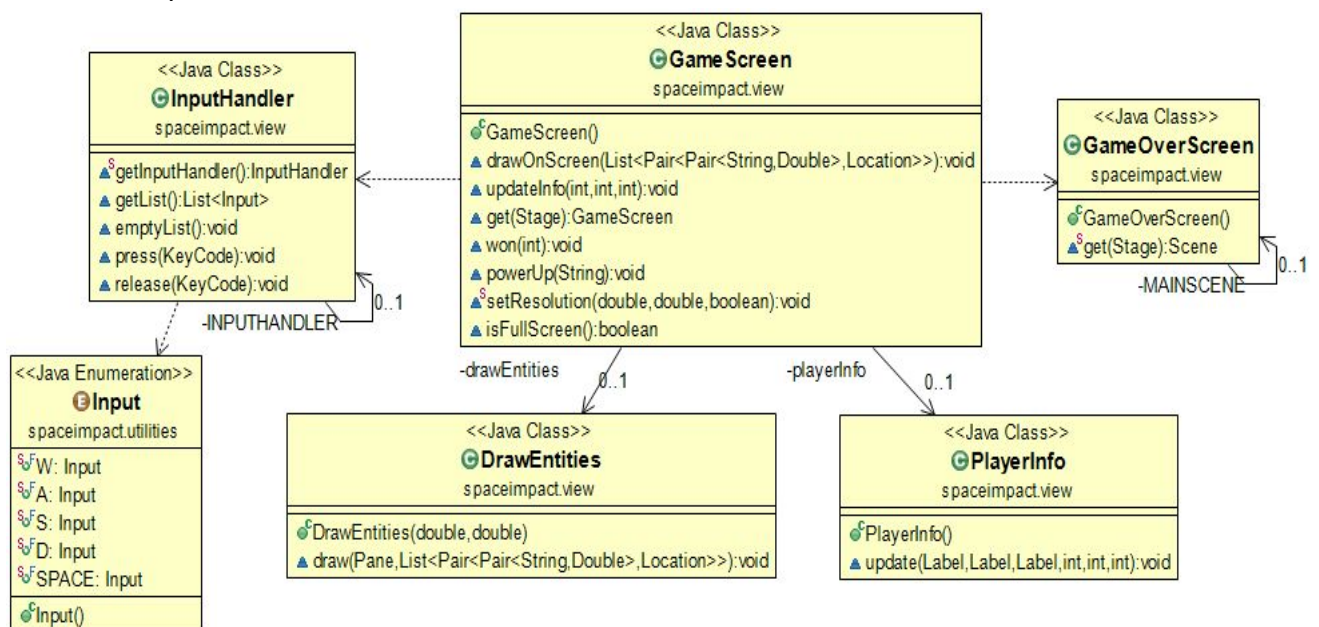 <<Java Class>>
InputHandler
spaceimpact.view
getInputHandler():InputHandler
getList():List<Input>
emptyList():void
press(KeyCode):void
release(KeyCode):void
-INPUTHANDLER
0..1
<<Java Class>>
GameScreen
spaceimpact.view
GameScreen()
drawOnScreen(List<Pair<Pair<String,Double>,Location>>):void
updateInfo(int,int,int):void
get(Stage):GameScreen
won(int):void
powerUp(String):void
setResolution(double,double,boolean):void
isFullScreen():boolean
<<Java Class>>
GameOverScreen
spaceimpact.view
GameOverScreen()
get(Stage):Scene
-MAINSCENE
0..1
-drawEntities
0..1
-playerInfo
0..1
<<Java Enumeration>>
Input
spaceimpact.utilities
W: Input
A: Input
S: Input
D: Input
SPACE: Input
Input()
<<Java Class>>
DrawEntities
spaceimpact.view
DrawEntities(double,double)
draw(Pane,List<Pair<Pair<String,Double>,Location>>):void
<<Java Class>>
PlayerInfo
spaceimpact.view
PlayerInfo()
update(Label,Label,Label,int,int,int):void